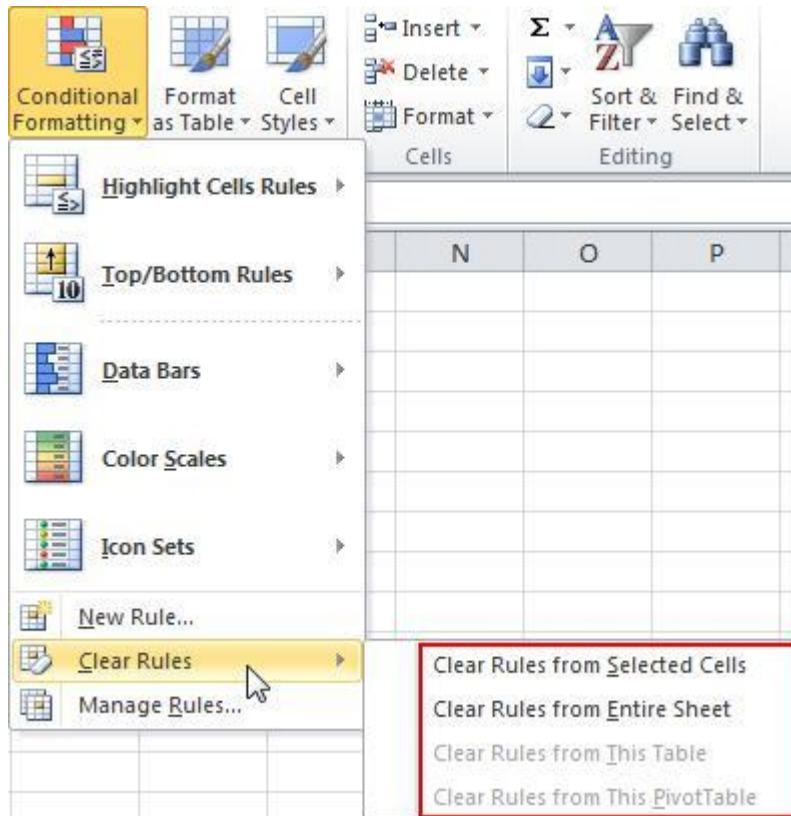 Conditional Formatting
Format as Table
Cell Styles
Insert
Delete
Format
Cells
Σ
Sort & Filter
Find & Select
Editing
Highlight Cells Rules
Top/Bottom Rules
10
Data Bars
Color Scales
Icon Sets
New Rule...
Clear Rules
Manage Rules...
N O P
Clear Rules from Selected Cells
Clear Rules from Entire Sheet
Clear Rules from This Table
Clear Rules from This PivotTable